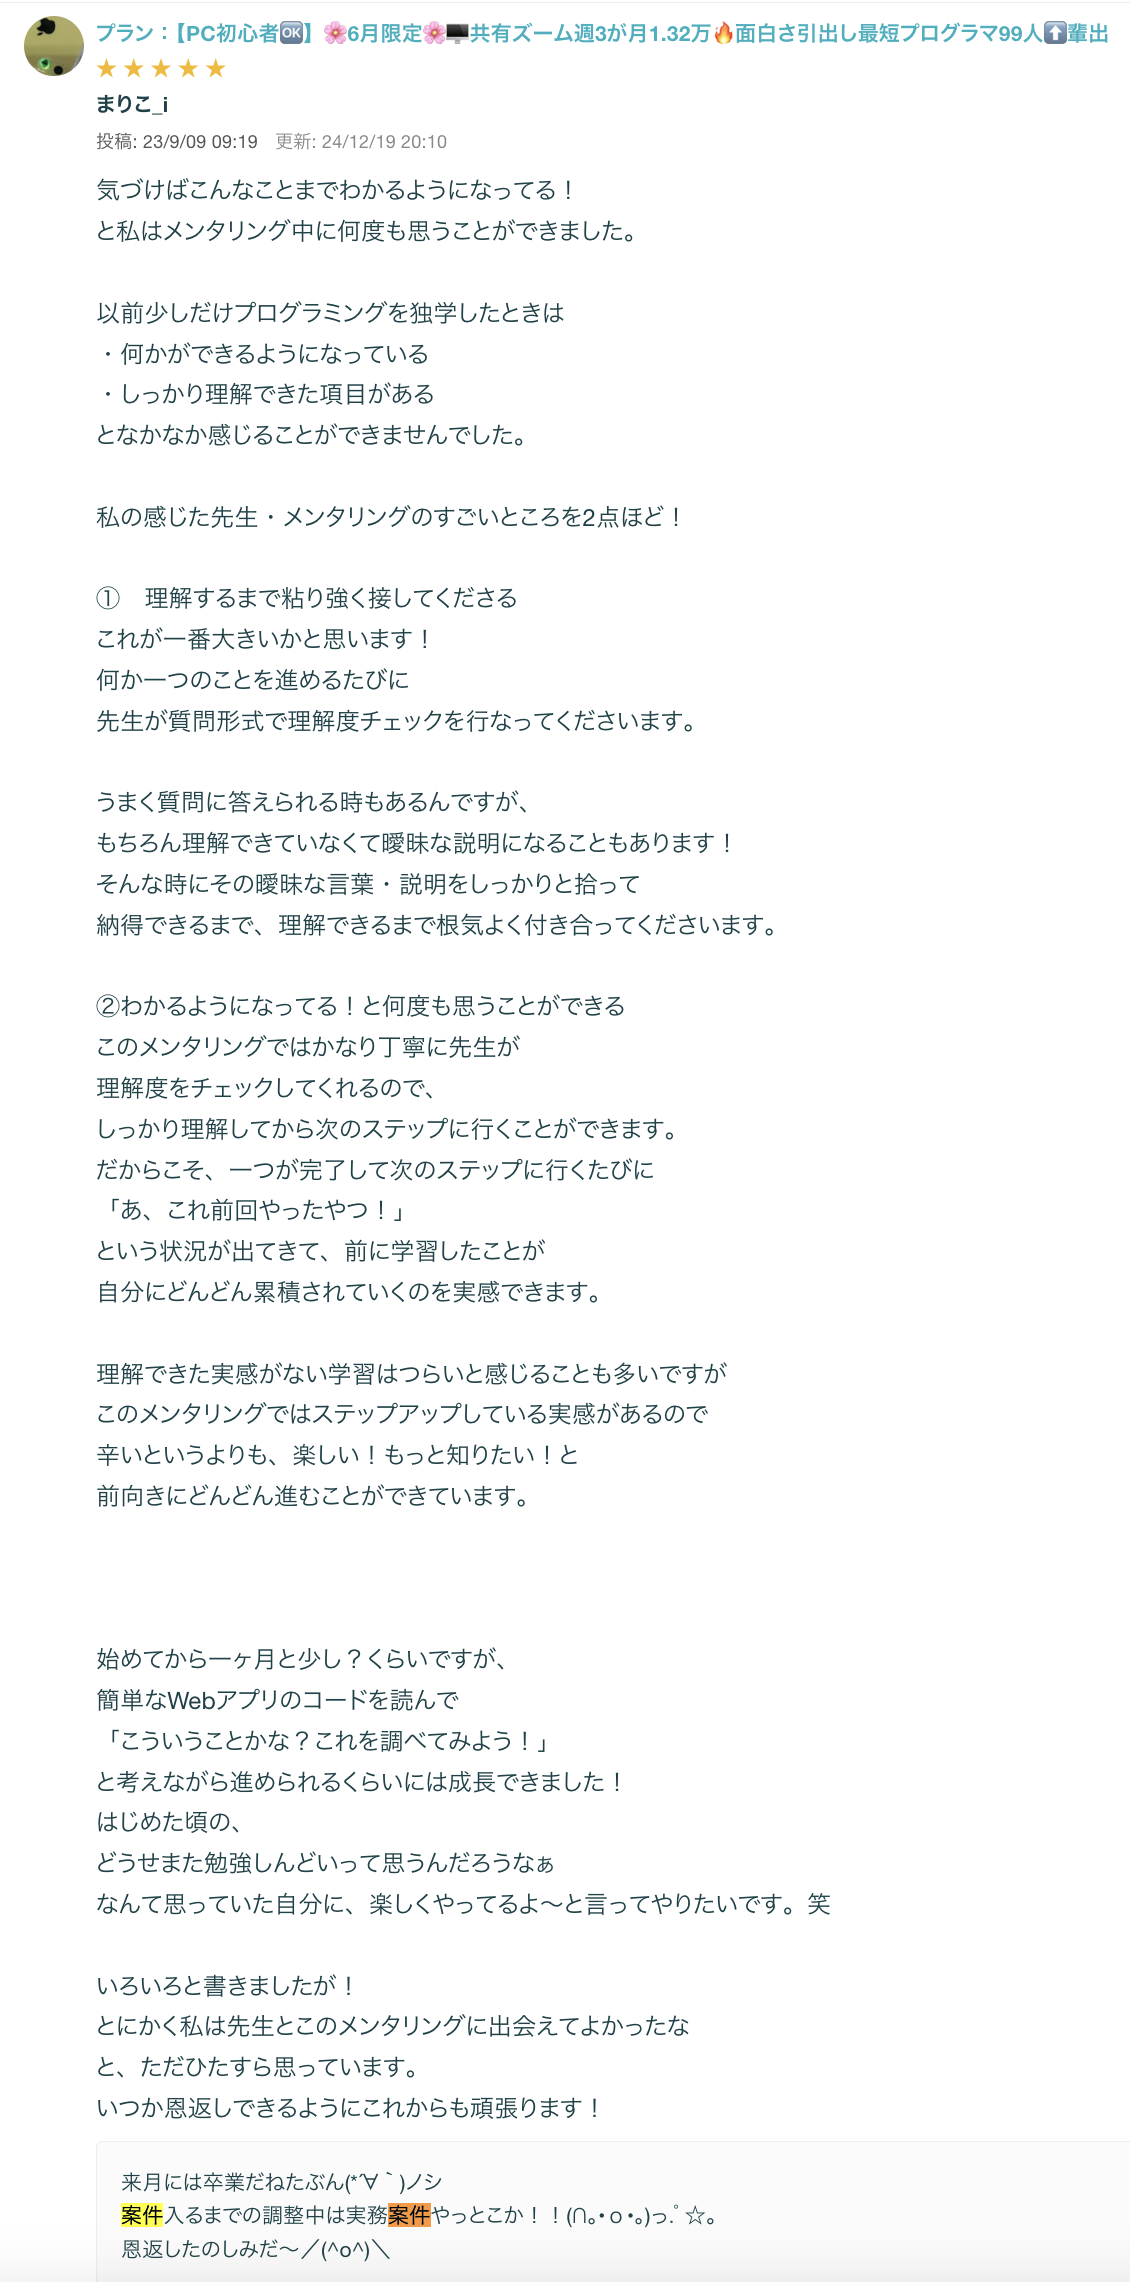 プラン：【PC初心者🆗】🌸6月限定🌸🖥️共有ズーム週3が月1.32万🔥面白さ引出し最短プログラマ99人⬆️輩出
★★★★★
まりこ_i
投稿: 23/9/09 09:19 更新: 24/12/19 20:10
気づけばこんなことまでわかるようになってる！
と私はメンタリング中に何度も思うことができました。
以前少しだけプログラミングを独学したときは
・何かができるようになっている
・しっかり理解できた項目がある
となかなか感じることができませんでした。
私の感じた先生・メンタリングのすごいところを2点ほど！
①　理解するまで粘り強く接してくださる
これが一番大きいかと思います！
何か一つのことを進めるたびに
先生が質問形式で理解度チェックを行なってくださいます。
うまく質問に答えられる時もあるんですが、
もちろん理解できていなくて曖昧な説明になることもあります！
そんな時にその曖昧な言葉・説明をしっかりと拾って
納得できるまで、理解できるまで根気よく付き合ってくださいます。
②わかるようになってる！と何度も思うことができる
このメンタリングではかなり丁寧に先生が
理解度をチェックしてくれるので、
しっかり理解してから次のステップに行くことができます。
だからこそ、一つが完了して次のステップに行くたびに
「あ、これ前回やったやつ！」
という状況が出てきて、前に学習したことが
自分にどんどん累積されていくのを実感できます。
理解できた実感がない学習はつらいと感じることも多いですが
このメンタリングではステップアップしている実感があるので
辛いというよりも、楽しい！もっと知りたい！と
前向きにどんどん進むことができています。
始めてから一ヶ月と少し？くらいですが、
簡単なWebアプリのコードを読んで
「こういうことかな？これを調べてみよう！」
と考えながら進められるくらいには成長できました！
はじめた頃の、
どうせまた勉強しんどいって思うんだろうなぁ
なんて思っていた自分に、楽しくやってるよ〜と言ってやりたいです。笑
いろいろと書きましたが！
とにかく私は先生とこのメンタリングに出会えてよかったな
と、ただひたすら思っています。
いつか恩返しできるようにこれからも頑張ります！
来月には卒業だねたぶん(*´∀｀)ノシ
案件入るまでの調整中は実務案件やっとこか！！(∩｡･o･｡)っ.ﾟ☆。
恩返したのしみだ〜／(^o^)＼